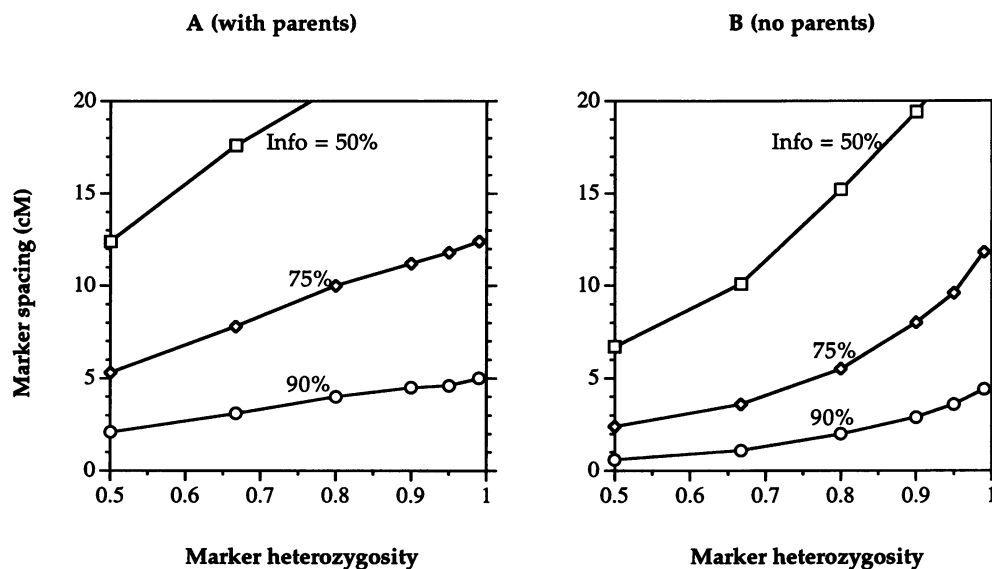 A (with parents)
20
15
10
5
0
Marker spacing (cM)
Info = 50%
75%
90%
0.5 0.6 0.7 0.8 0.9 1
Marker heterozygosity
B (no parents)
20
15
10
5
0
Info = 50%
75%
90%
0.5 0.6 0.7 0.8 0.9 1
Marker heterozygosity